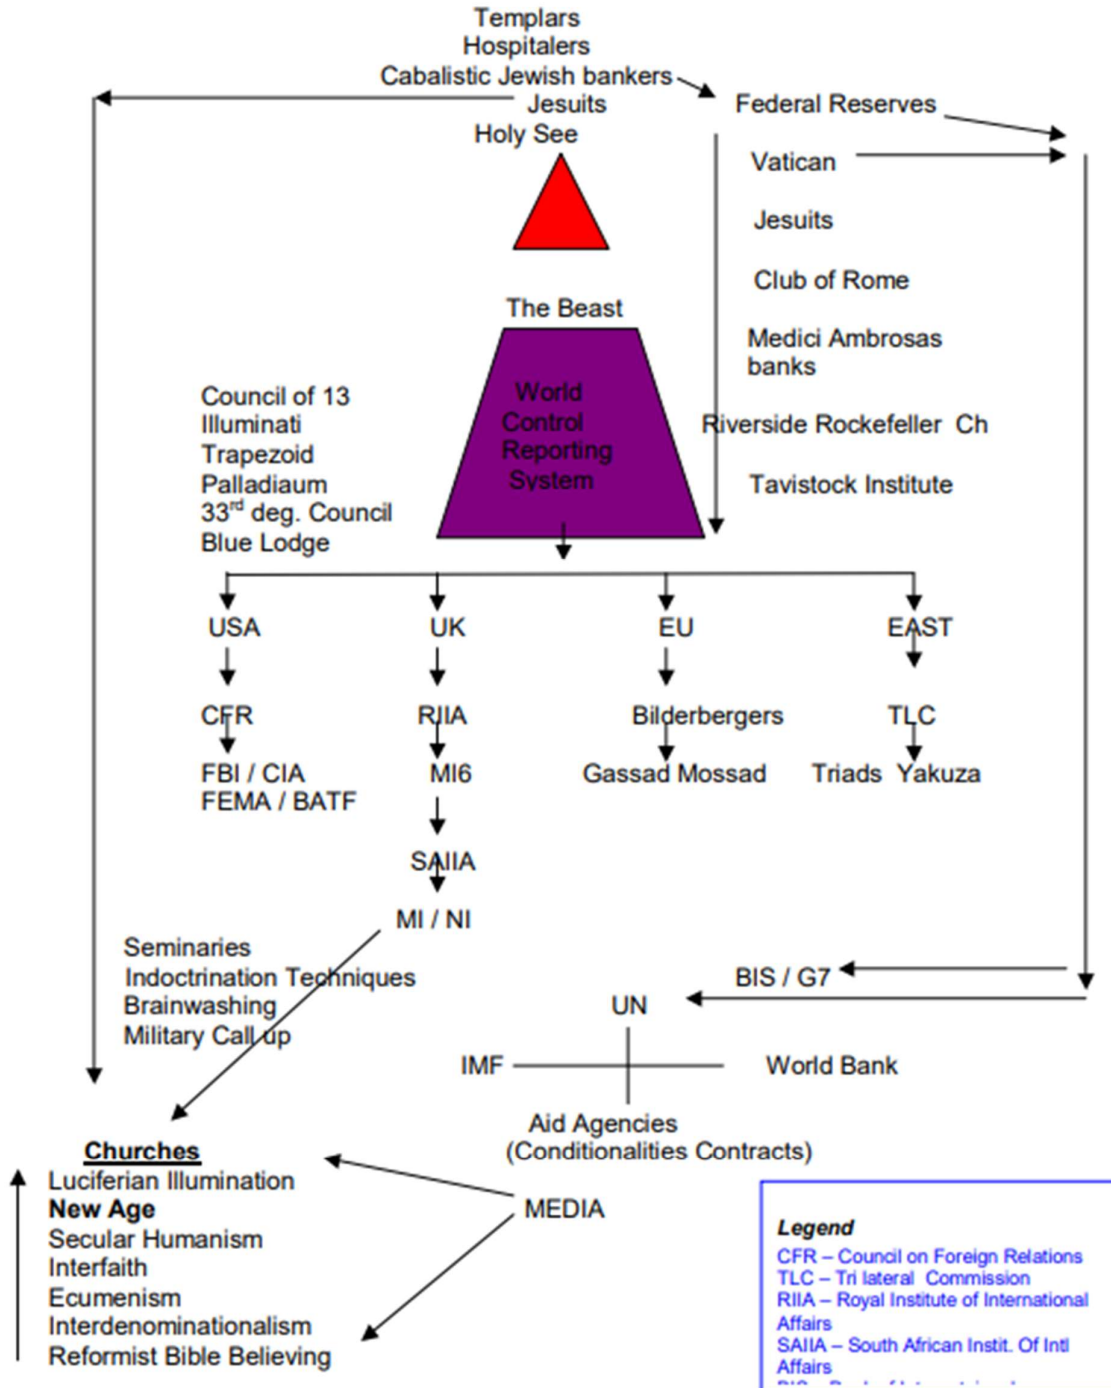 Templars
Hospitalers
Cabalistic Jewish bankers
Jesuits
Holy See
Federal Reserves
Vatican
Jesuits
Club of Rome
Medici Ambrosas
banks
Riverside Rockefeller Ch
Tavistock Institute
The Beast
World
Control
Reporting
System
Council of 13
Illuminati
Trapezoid
Palladiaum
33rd deg. Council
Blue Lodge
USA
UK
EU
EAST
CFR
RIIA
Bilderbergers
TLC
FBI / CIA
FEMA / BATF
MI6
Gassad Mossad
Triads Yakuza
SAIIA
MI / NI
Seminaries
Indoctrination Techniques
Brainwashing
Military Call up
BIS / G7
UN
IMF
World Bank
Aid Agencies
(Conditionalities Contracts)
MEDIA
Churches
Luciferian Illumination
New Age
Secular Humanism
Interfaith
Ecumenism
Interdenominationalism
Reformist Bible Believing
Legend
CFR – Council on Foreign Relations
TLC – Tri lateral Commission
RIIA – Royal Institute of International
Affairs
SAIIA – South African Instit. Of Intl
Affairs